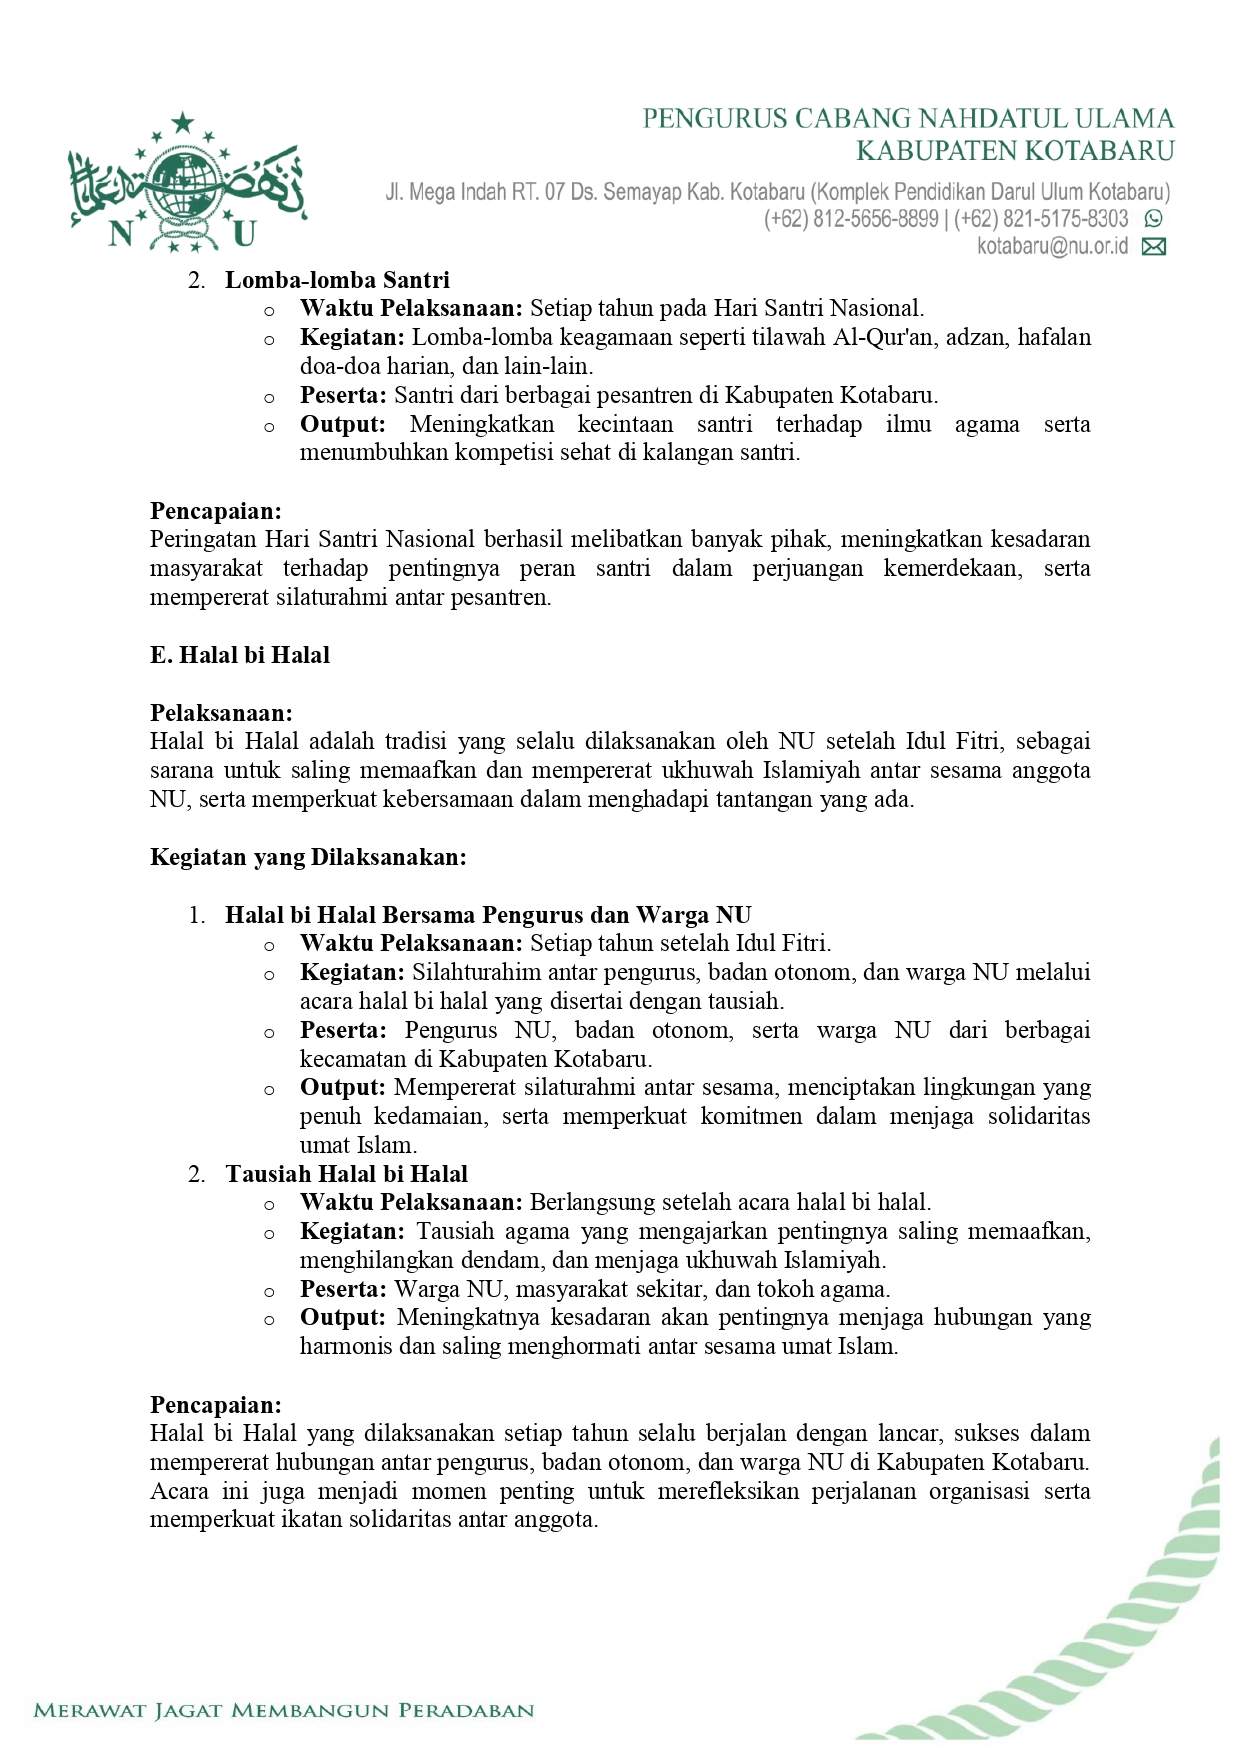 PENGURUS CABANG NAHDATUL ULAMA
KABUPATEN KOTABARU
Jl. Mega Indah RT. 07 Ds. Semayap Kab. Kotabaru (Komplek Pendidikan Darul Ulum Kotabaru)
(+62) 812-5656-8899 | (+62) 821-5175-8303
kotabaru@nu.or.id
N U
2. Lomba-lomba Santri
o Waktu Pelaksanaan: Setiap tahun pada Hari Santri Nasional.
o Kegiatan: Lomba-lomba keagamaan seperti tilawah Al-Qur'an, adzan, hafalan
doa-doa harian, dan lain-lain.
o Peserta: Santri dari berbagai pesantren di Kabupaten Kotabaru.
o Output: Meningkatkan kecintaan santri terhadap ilmu agama serta
menumbuhkan kompetisi sehat di kalangan santri.
Pencapaian:
Peringatan Hari Santri Nasional berhasil melibatkan banyak pihak, meningkatkan kesadaran
masyarakat terhadap pentingnya peran santri dalam perjuangan kemerdekaan, serta
mempererat silaturahmi antar pesantren.
E. Halal bi Halal
Pelaksanaan:
Halal bi Halal adalah tradisi yang selalu dilaksanakan oleh NU setelah Idul Fitri, sebagai
sarana untuk saling memaafkan dan mempererat ukhuwah Islamiyah antar sesama anggota
NU, serta memperkuat kebersamaan dalam menghadapi tantangan yang ada.
Kegiatan yang Dilaksanakan:
1. Halal bi Halal Bersama Pengurus dan Warga NU
o Waktu Pelaksanaan: Setiap tahun setelah Idul Fitri.
o Kegiatan: Silahturahim antar pengurus, badan otonom, dan warga NU melalui
acara halal bi halal yang disertai dengan tausiah.
o Peserta: Pengurus NU, badan otonom, serta warga NU dari berbagai
kecamatan di Kabupaten Kotabaru.
o Output: Mempererat silaturahmi antar sesama, menciptakan lingkungan yang
penuh kedamaian, serta memperkuat komitmen dalam menjaga solidaritas
umat Islam.
2. Tausiah Halal bi Halal
o Waktu Pelaksanaan: Berlangsung setelah acara halal bi halal.
o Kegiatan: Tausiah agama yang mengajarkan pentingnya saling memaafkan,
menghilangkan dendam, dan menjaga ukhuwah Islamiyah.
o Peserta: Warga NU, masyarakat sekitar, dan tokoh agama.
o Output: Meningkatnya kesadaran akan pentingnya menjaga hubungan yang
harmonis dan saling menghormati antar sesama umat Islam.
Pencapaian:
Halal bi Halal yang dilaksanakan setiap tahun selalu berjalan dengan lancar, sukses dalam
mempererat hubungan antar pengurus, badan otonom, dan warga NU di Kabupaten Kotabaru.
Acara ini juga menjadi momen penting untuk merefleksikan perjalanan organisasi serta
memperkuat ikatan solidaritas antar anggota.
MERAWAT JAGAT MEMBANGUN PERADABAN